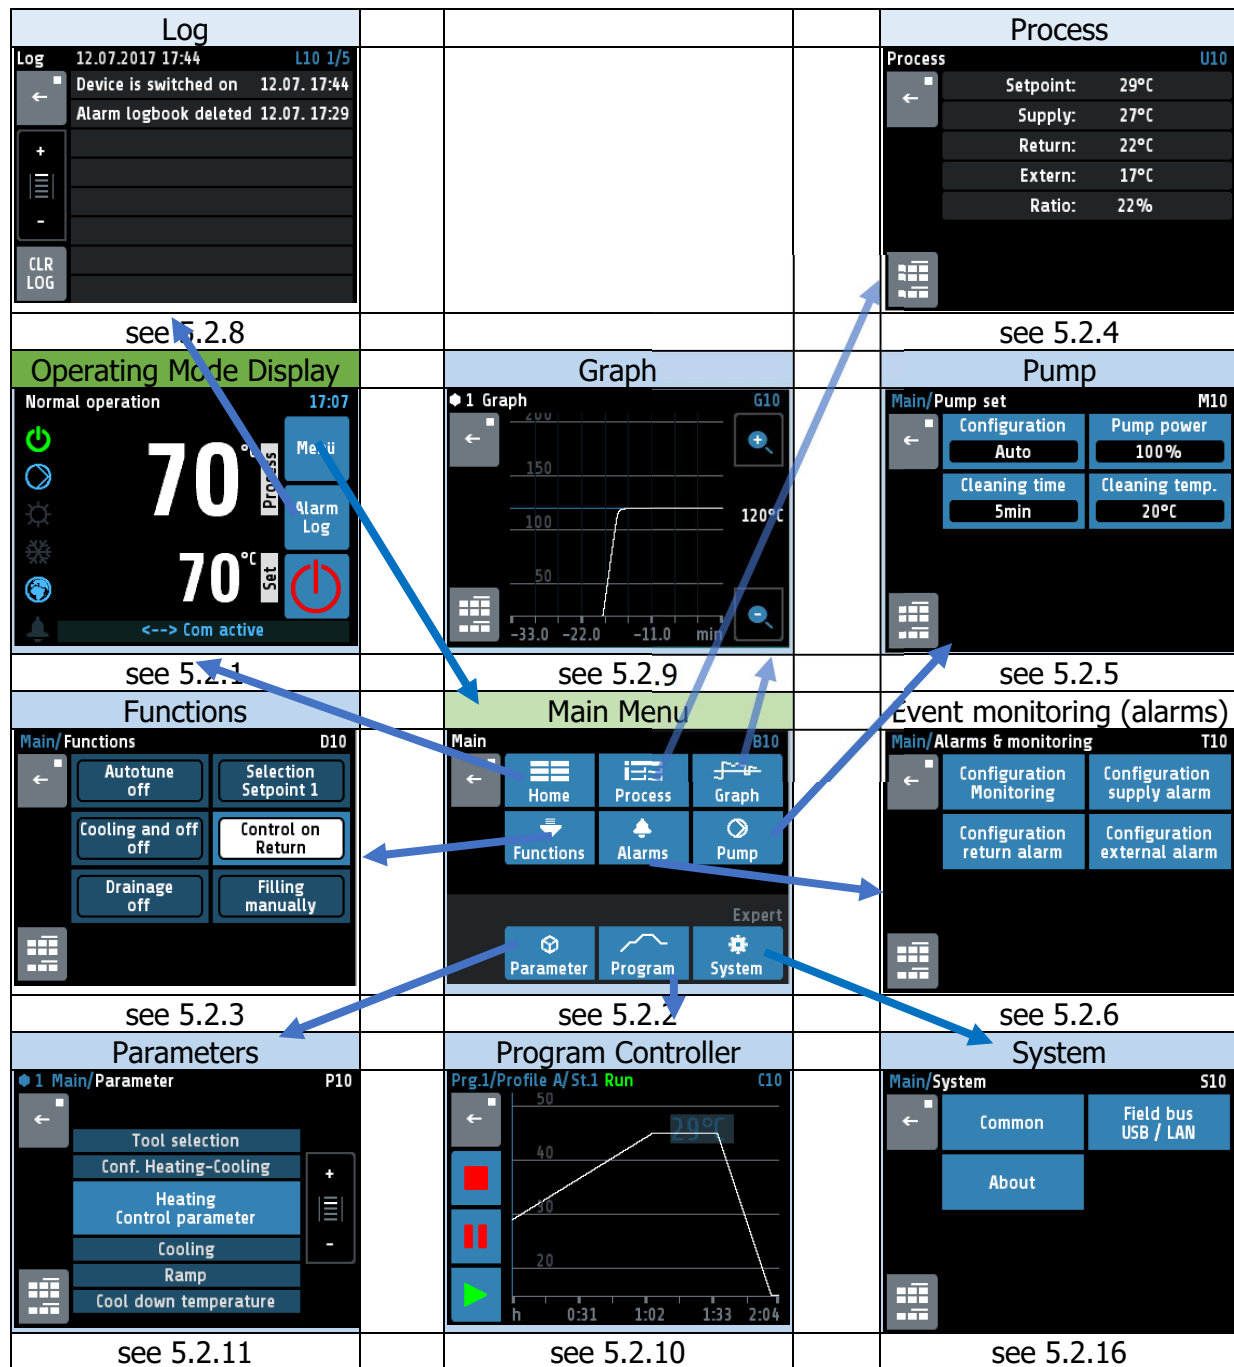 Log
Log 12.07.2017 17:44 L10 1/5
←
Device is switched on 12.07. 17:44
Alarm logbook deleted 12.07. 17:29
+
-
CLR
LOG
see 5.2.8
Process
Process U10
←
Setpoint: 29°C
Supply: 27°C
Return: 22°C
Extern: 17°C
Ratio: 22%
see 5.2.4
Operating Mode Display
Normal operation 17:07
70°C Process
Menü
Alarm
Log
70°C Set
<--> Com active
see 5.2.1
Graph
1 Graph G10
←
200
150
100
50
120°C
-33.0 -22.0 -11.0 min
see 5.2.9
Pump
Main/Pump set M10
←
Configuration
Auto
Pump power
100%
Cleaning time
5min
Cleaning temp.
20°C
see 5.2.5
Functions
Main/Functions D10
←
Autotune
off
Selection
Setpoint 1
Cooling and off
off
Control on
Return
Drainage
off
Filling
manually
see 5.2.3
Main Menu
Main B10
←
Home
Process
Graph
Functions
Alarms
Pump
Expert
Parameter
Program
System
see 5.2.2
Event monitoring (alarms)
Main/Alarms & monitoring T10
←
Configuration
Monitoring
Configuration
supply alarm
Configuration
return alarm
Configuration
external alarm
see 5.2.6
Parameters
1 Main/Parameter P10
←
Tool selection
Conf. Heating-Cooling
Heating
Control parameter
Cooling
Ramp
Cool down temperature
+
-
see 5.2.11
Program Controller
Prg.1/Profile A/St.1 Run C10
←
50
40
30
20
29°C
h 0:31 1:02 1:33 2:04
see 5.2.10
System
Main/System S10
←
Common
Field bus
USB / LAN
About
see 5.2.16